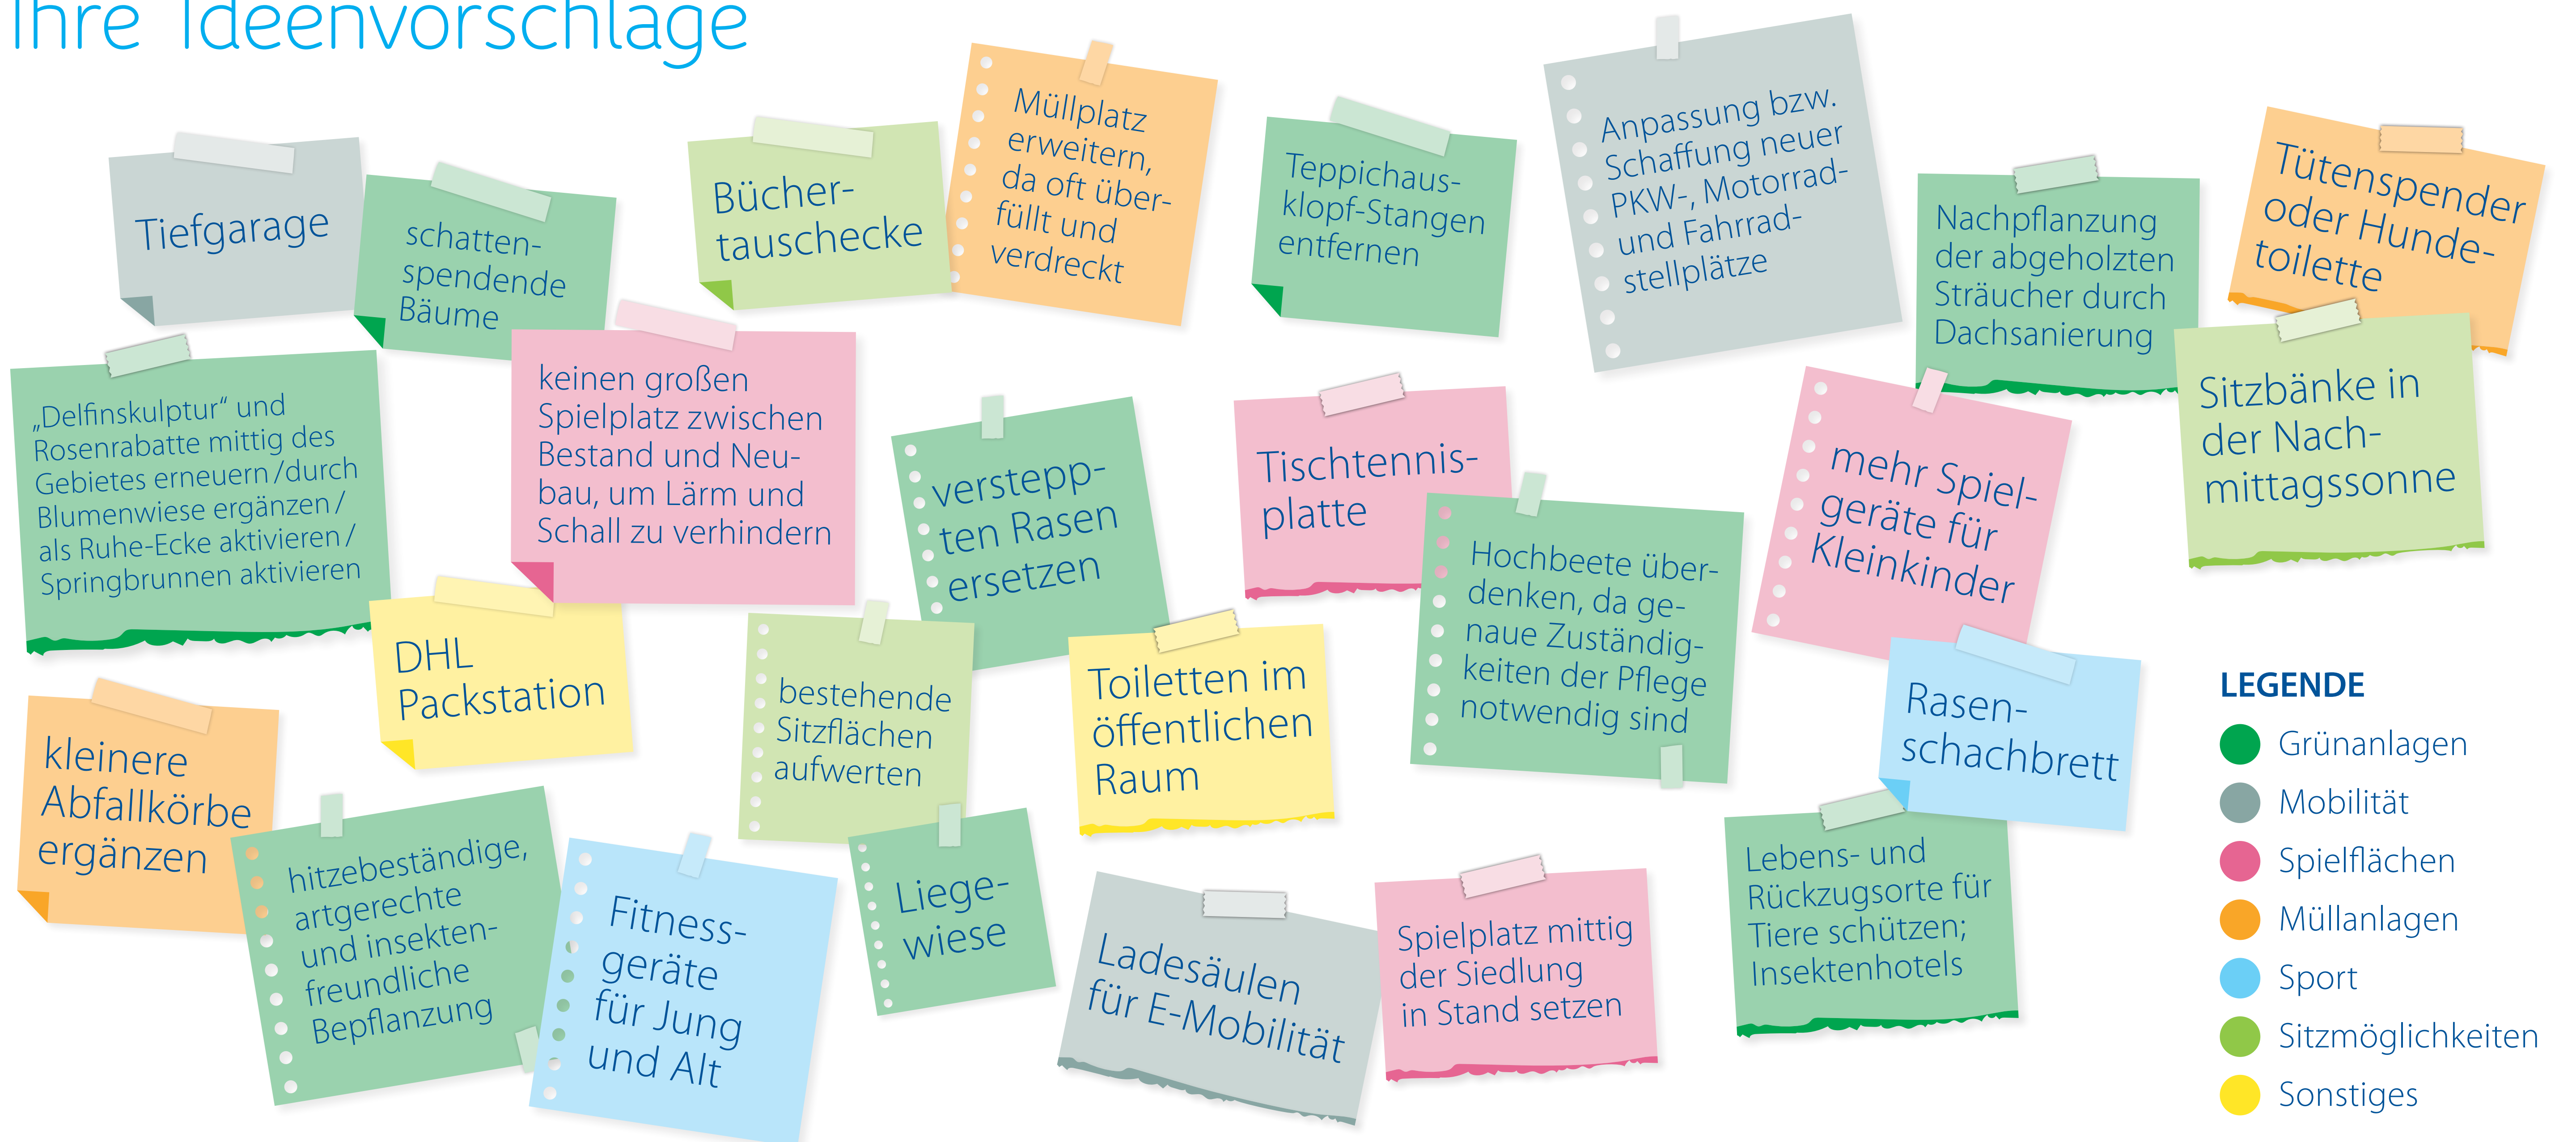 Ihre Ideenvorschläge
Tiefgarage
schatten-
spendende
Bäume
Bücher-
tauschecke
Müllplatz
erweitern,
da oft über-
füllt und
verdreckt
Teppichaus-
klopf-Stangen
entfernen
Anpassung bzw.
Schaffung neuer
PKW-, Motorrad-
und Fahrrad-
stellplätze
Nachpflanzung
der abgeholzten
Sträucher durch
Dachsanierung
Tütenspender
oder Hunde-
toilette
„Delfinskulptur“ und
Rosenrabatte mittig des
Gebietes erneuern/durch
Blumenwiese ergänzen/
als Ruhe-Ecke aktivieren/
Springbrunnen aktivieren
keinen großen
Spielplatz zwischen
Bestand und Neu-
bau, um Lärm und
Schall zu verhindern
verstepp-
ten Rasen
ersetzen
Tischtennis-
platte
Hochbeete über-
denken, da ge-
naue Zuständig-
keiten der Pflege
notwendig sind
mehr Spiel-
geräte für
Kleinkinder
Sitzbänke in
der Nach-
mittagssonne
DHL
Packstation
bestehende
Sitzflächen
aufwerten
Toiletten im
öffentlichen
Raum
Rasen-
schachbrett
kleinere
Abfallkörbe
ergänzen
hitzebeständige,
artgerechte
und insekten-
freundliche
Bepflanzung
Fitness-
geräte
für Jung
und Alt
Liege-
wiese
Ladesäulen
für E-Mobilität
Spielplatz mittig
der Siedlung
in Stand setzen
Lebens- und
Rückzugsorte für
Tiere schützen;
Insektenhotels
LEGENDE
Grünanlagen
Mobilität
Spielflächen
Müllanlagen
Sport
Sitzmöglichkeiten
Sonstiges